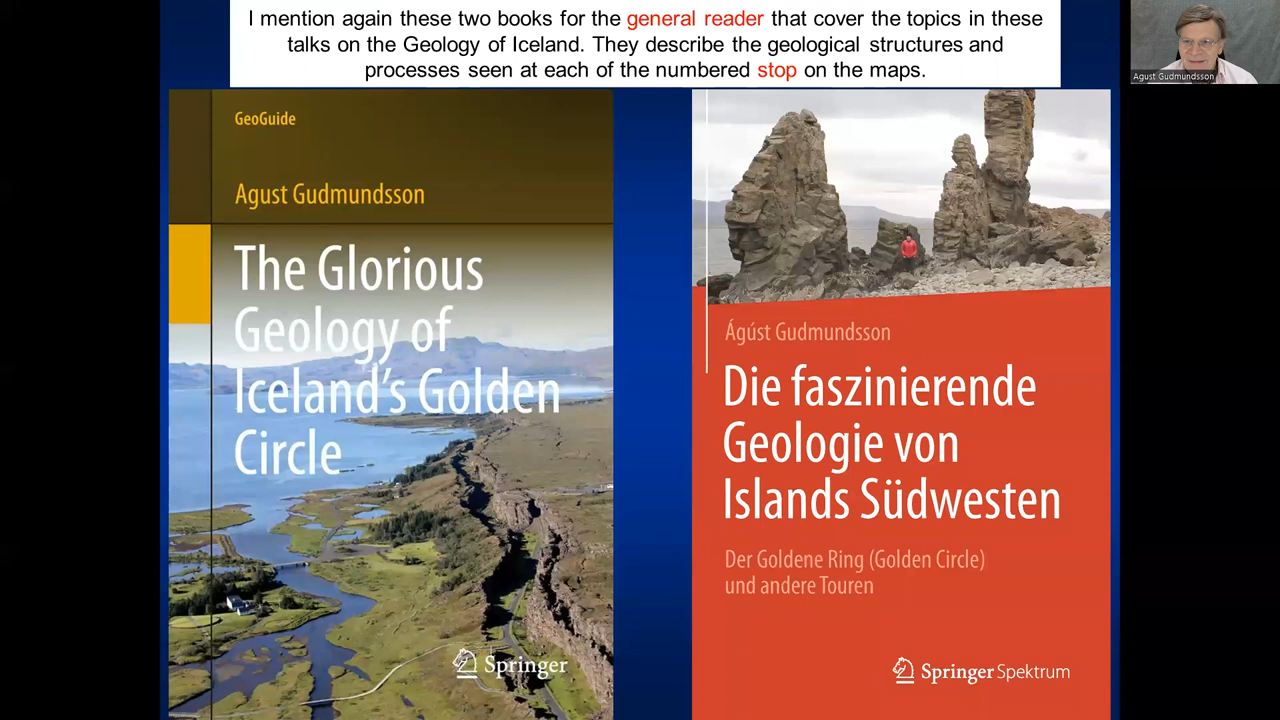 I mention again these two books for the general reader that cover the topics in these
talks on the Geology of Iceland. They describe the geological structures and
processes seen at each of the numbered stop on the maps.
Agust Gudmundsson
GeoGuide
Agust Gudmundsson
The Glorious
Geology of
Iceland's Golden
Circle
Springer
Ágúst Gudmundsson
Die faszinierende
Geologie von
Islands Südwesten
Der Goldene Ring (Golden Circle)
und andere Touren
Springer Spektrum